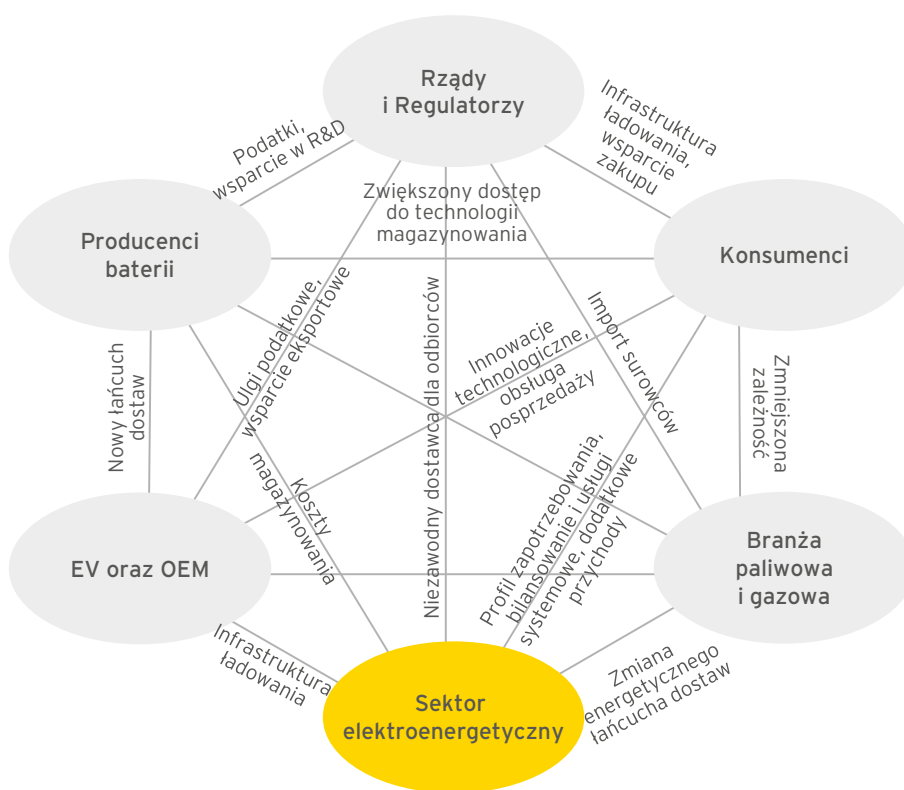 Rządy
i Regulatorzy
Podatki,
wsparcie w R&D
Infrastruktura
ładowania,
wsparcie
zakupu
Zwiększony dostęp
do technologii
magazynowania
Producenci
baterii
Konsumenci
Ulgi podatkowe,
wsparcie eksportowe
Niezawodny dostawca dla odbiorców
Innowacje
technologiczne,
obsługa
posprzedaży
Import surowców
Nowy łańcuch
dostaw
Zmniejszona
zależność
Koszty
magazynowania
Profil zapotrzebowania,
bilansowanie i usługi
systemowe, dodatkowe
przychody
EV oraz OEM
Branża
paliwowa
i gazowa
Infrastruktura
ładowania
Sektor
elektroenergetyczny
Zmiana
energetycznego
łańcucha dostaw